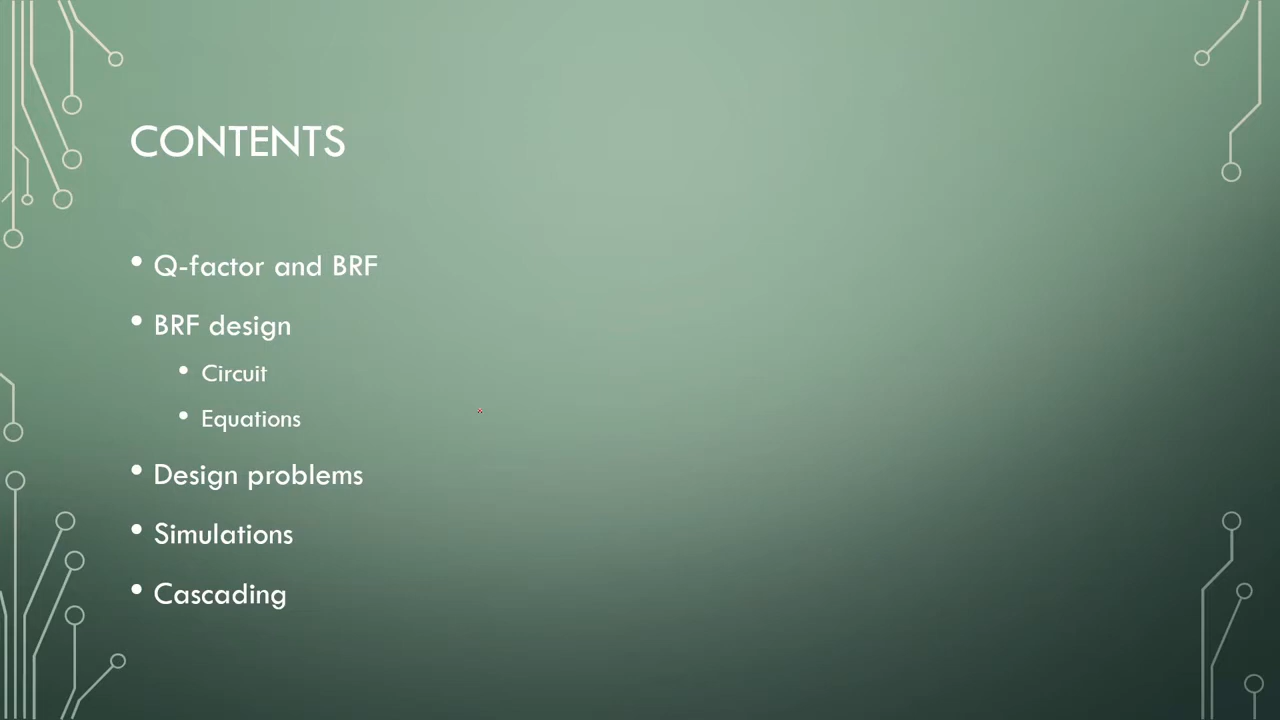 CONTENTS
• Q-factor and BRF
• BRF design
• Circuit
• Equations
• Design problems
• Simulations
• Cascading